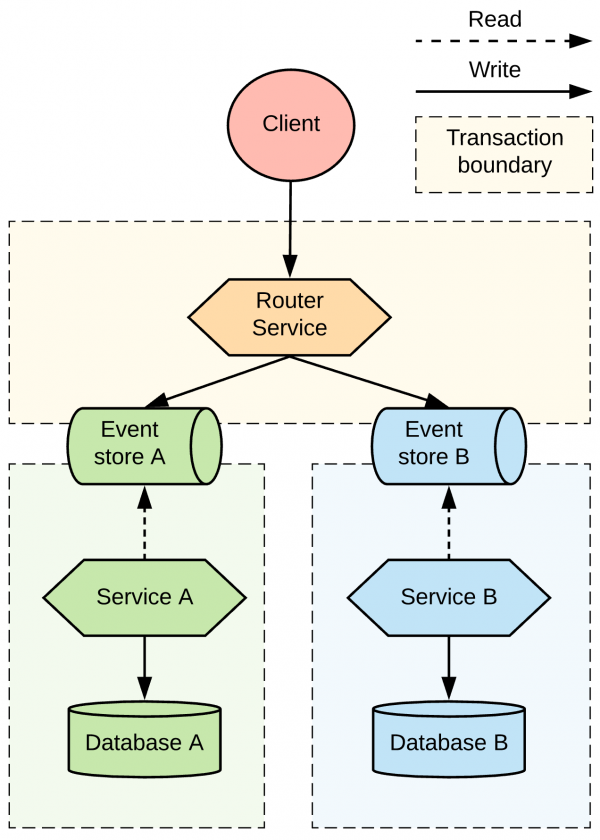 Read
Write
Transaction
boundary
Client
Router
Service
Event
store A
Event
store B
Service A
Service B
Database A
Database B